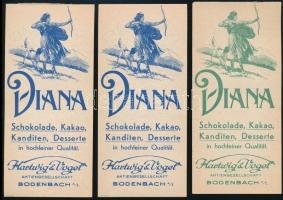 DIANA
Schokolade, Kakao,
Kanditen, Desserte
in hochfeiner Qualität.
Hartwig & Vogel
AKTIENGESELLSCHAFT
BODENBACH a/E
DIANA
Schokolade, Kakao,
Kanditen, Desserte
in hochfeiner Qualität.
Hartwig & Vogel
AKTIENGESELLSCHAFT
BODENBACH a/E
DIANA
Schokolade, Kakao,
Kanditen, Desserte
in hochfeiner Qualität.
Hartwig & Vogel
AKTIENGESELLSCHAFT
BODENBACH a/E